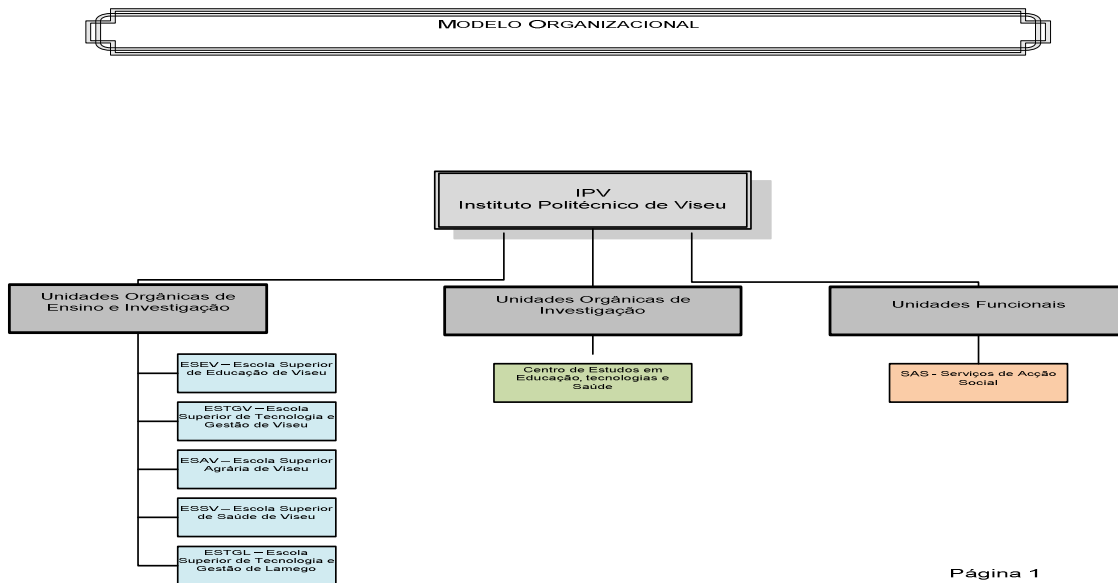 MODELO ORGANIZACIONAL
IPV
Instituto Politécnico de Viseu
Unidades Orgânicas de
Ensino e Investigação
Unidades Orgânicas de
Investigação
Unidades Funcionais
ESEV – Escola Superior
de Educação de Viseu
ESTGV – Escola
Superior de Tecnologia e
Gestão de Viseu
ESAV – Escola Superior
Agrária de Viseu
ESSV – Escola Superior
de Saúde de Viseu
ESTGL – Escola
Superior de Tecnologia e
Gestão de Lamego
Centro de Estudos em
Educação, tecnologias e
Saúde
SAS - Serviços de Acção
Social
Página 1